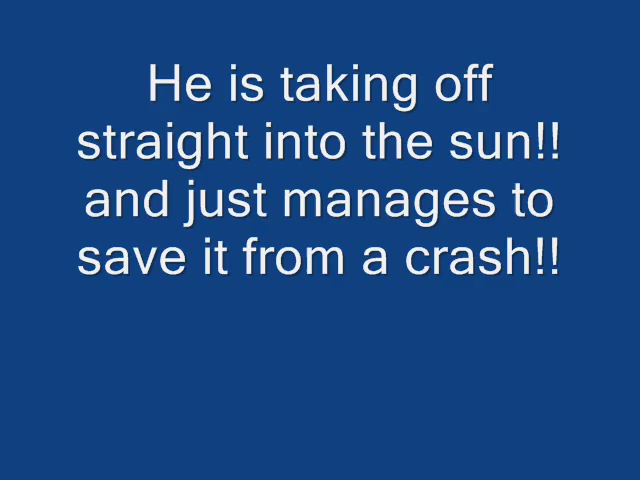 He is taking off
straight into the sun!!
and just manages to
save it from a crash!!